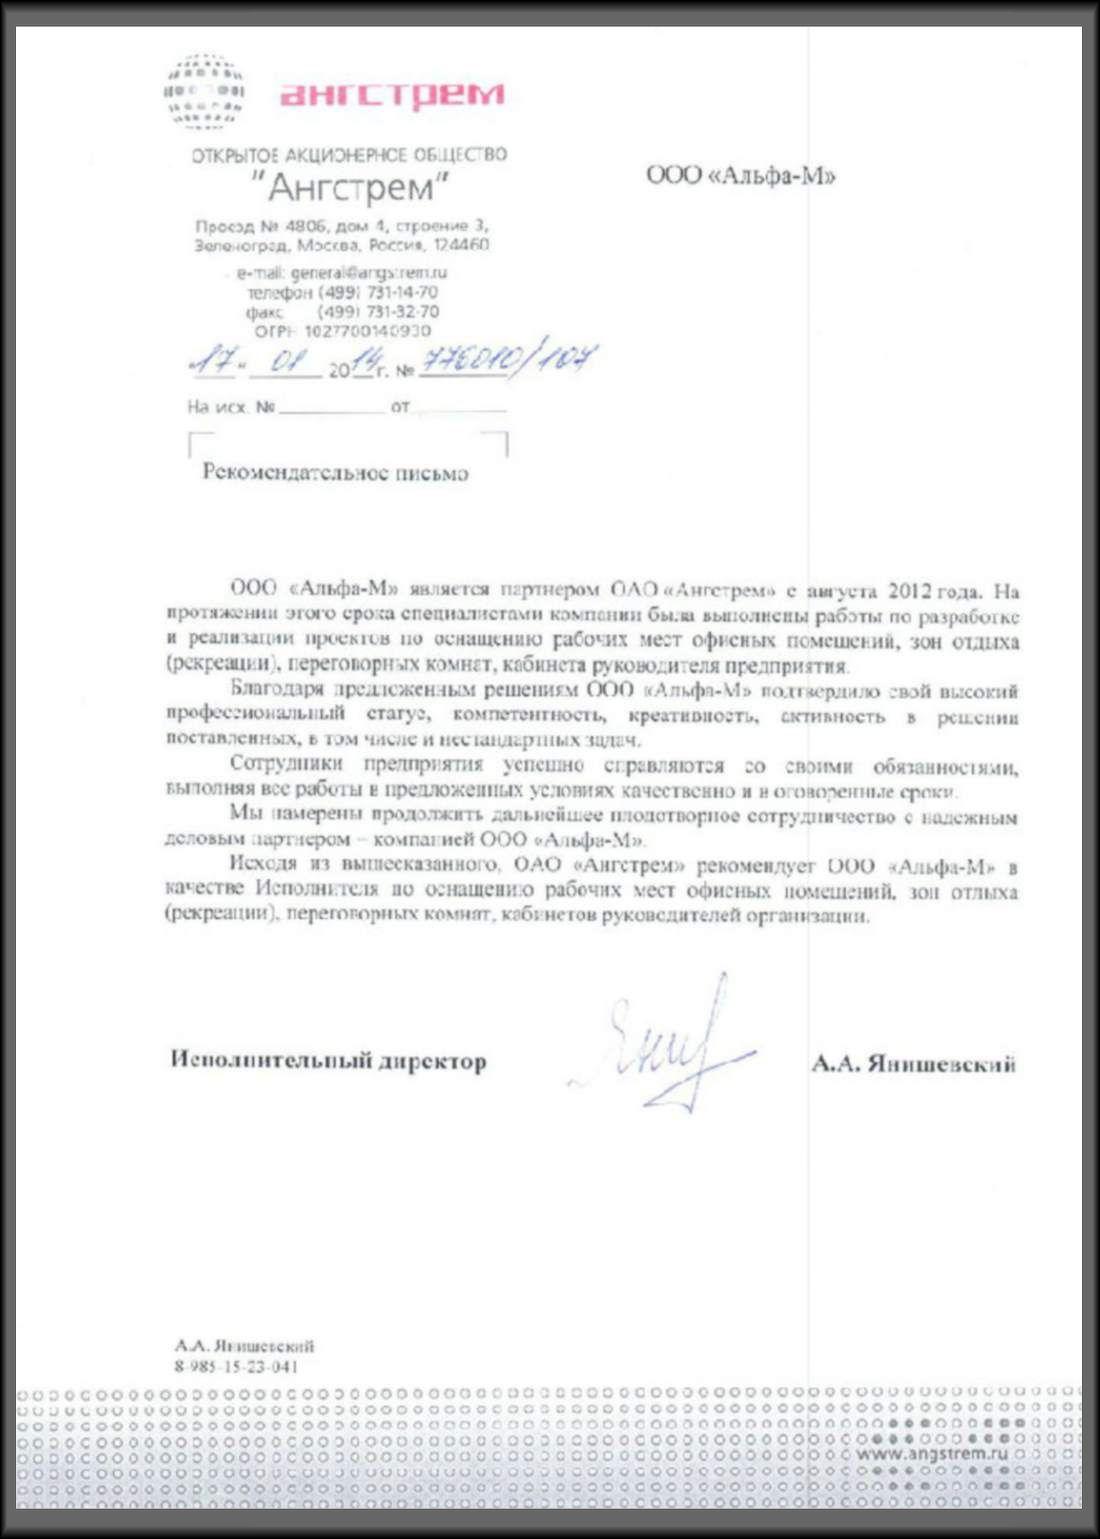 ангстрем
ОТКРЫТОЕ АКЦИОНЕРНОЕ ОБЩЕСТВО
"Ангстрем"
Проезд № 4806, дом 4, строение 3,
Зеленоград, Москва, Россия, 124460
e-mail: general@angstrem.ru
телефон (499) 731-14-70
факс (499) 731-32-70
ОГРН 1027700140930
"17" 01 2014г. № 776010/107
На исх. № от
ООО «Альфа-М»
Рекомендательное письмо
ООО «Альфа-М» является партнером ОАО «Ангстрем» с августа 2012 года. На
протяжении этого срока специалистами компании были выполнены работы по разработке
и реализации проектов по оснащению рабочих мест офисных помещений, зон отдыха
(рекреации), переговорных комнат, кабинета руководителя предприятия.
Благодаря предложенным решениям ООО «Альфа-М» подтвердило свой высокий
профессиональный статус, компетентность, креативность, активность в решении
поставленных, в том числе и нестандартных задач.
Сотрудники предприятия успешно справляются со своими обязанностями,
выполняя все работы в предложенных условиях качественно и в оговоренные сроки.
Мы намерены продолжить дальнейшее плодотворное сотрудничество с надежным
деловым партнером – компанией ООО «Альфа-М».
Исходя из вышесказанного, ОАО «Ангстрем» рекомендует ООО «Альфа-М» в
качестве Исполнителя по оснащению рабочих мест офисных помещений, зон отдыха
(рекреации), переговорных комнат, кабинетов руководителей организации.
Исполнительный директор
А.А. Янишевский
А.А. Янишевский
8-985-15-23-041
www.angstrem.ru